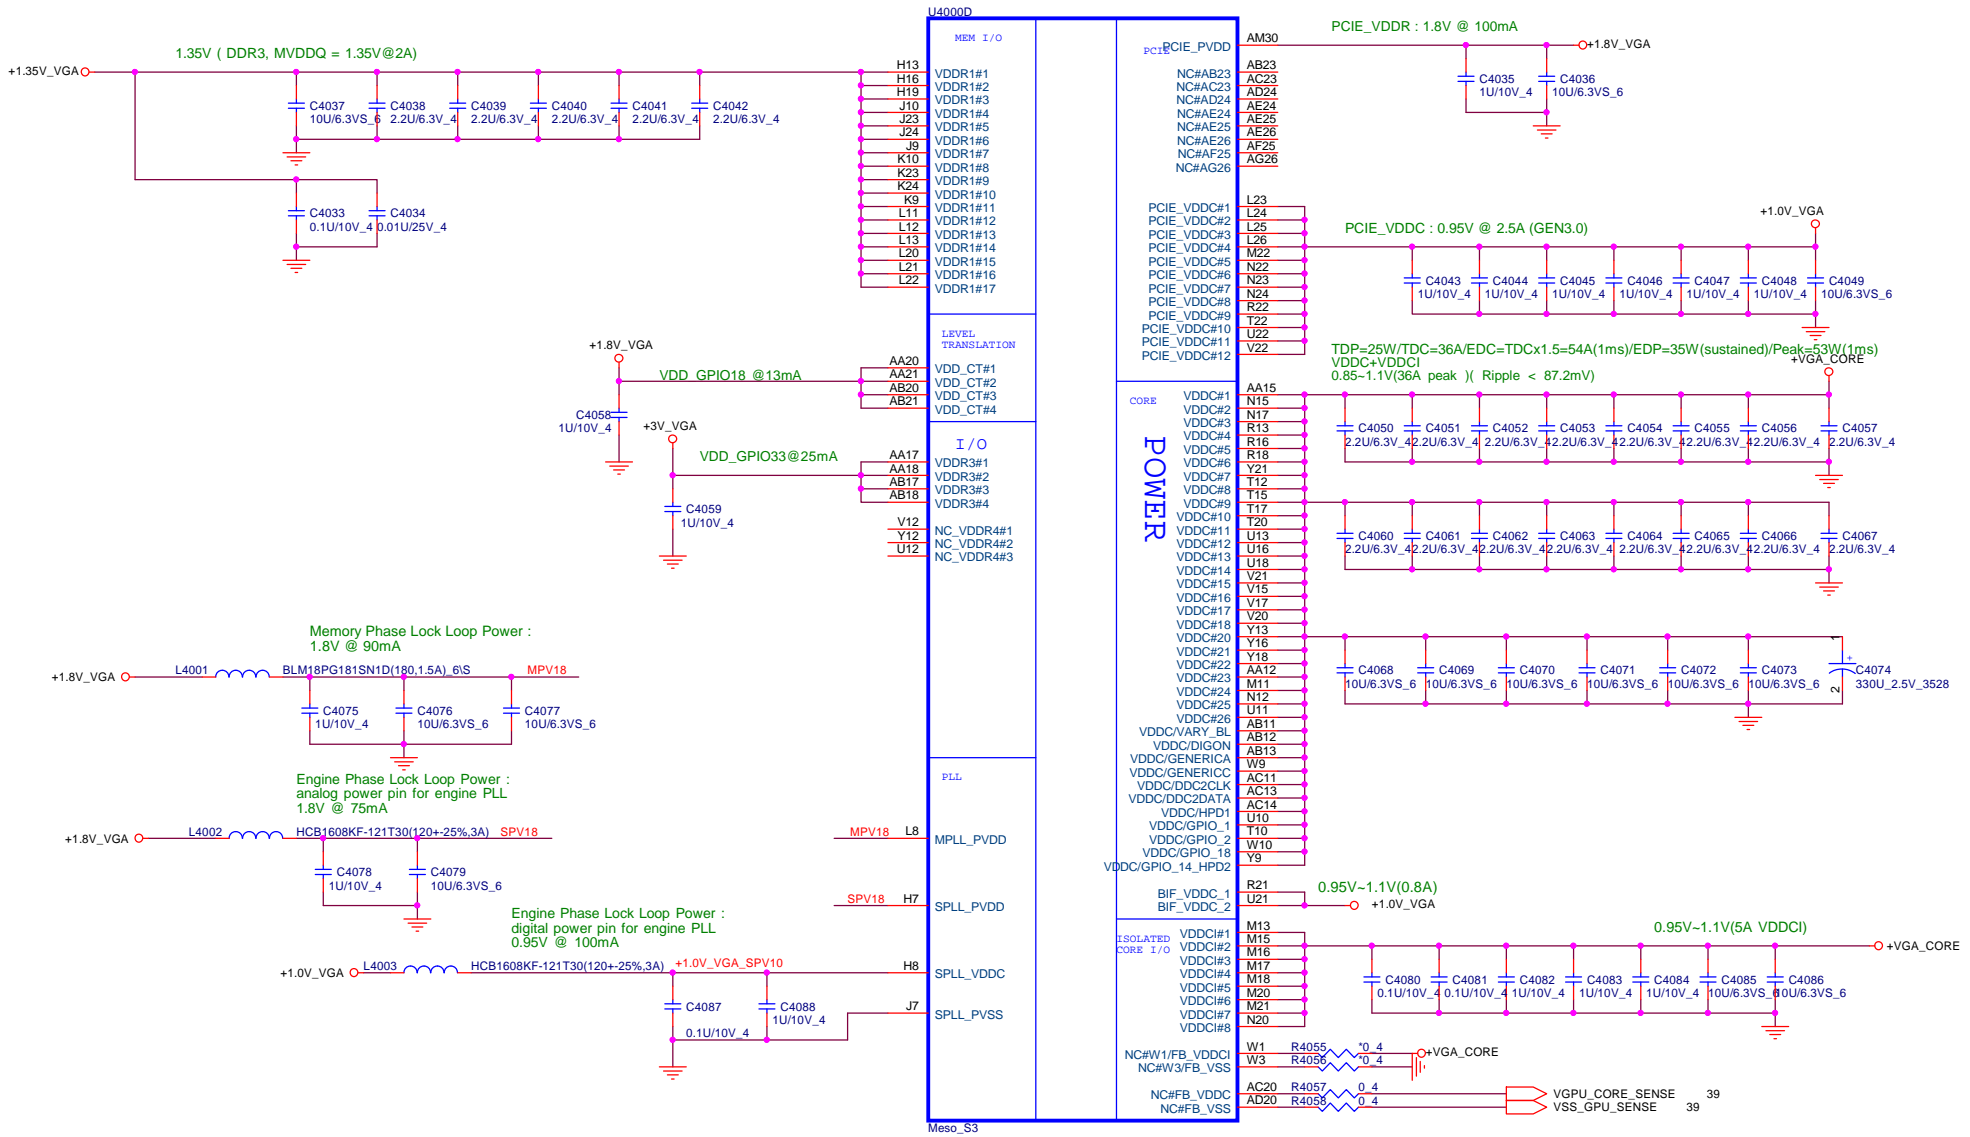 U4000D
MEM I/O
PCIE
1.35V ( DDR3, MVDDQ = 1.35V@2A)
+1.35V_VGA
C4037
10U/6.3VS_6
C4038
2.2U/6.3V_4
C4039
2.2U/6.3V_4
C4040
2.2U/6.3V_4
C4041
2.2U/6.3V_4
C4042
2.2U/6.3V_4
C4033
0.1U/10V_4
C4034
0.01U/25V_4
H13 VDDR1#1
H16 VDDR1#2
H19 VDDR1#3
J10 VDDR1#4
J23 VDDR1#5
J24 VDDR1#6
J9 VDDR1#7
K10 VDDR1#8
K23 VDDR1#9
K24 VDDR1#10
K9 VDDR1#11
L11 VDDR1#12
L12 VDDR1#13
L13 VDDR1#14
L20 VDDR1#15
L21 VDDR1#16
L22 VDDR1#17
LEVEL
TRANSLATION
+1.8V_VGA
VDD_GPIO18 @13mA
C4058
1U/10V_4
AA20 VDD_CT#1
AA21 VDD_CT#2
AB20 VDD_CT#3
AB21 VDD_CT#4
I/O
+3V_VGA
VDD_GPIO33@25mA
C4059
1U/10V_4
AA17 VDDR3#1
AA18 VDDR3#2
AB17 VDDR3#3
AB18 VDDR3#4
V12 NC_VDDR4#1
Y12 NC_VDDR4#2
U12 NC_VDDR4#3
Memory Phase Lock Loop Power :
1.8V @ 90mA
+1.8V_VGA
L4001
BLM18PG181SN1D(180,1.5A)_6\S
MPV18
C4075
1U/10V_4
C4076
10U/6.3VS_6
C4077
10U/6.3VS_6
Engine Phase Lock Loop Power :
analog power pin for engine PLL
1.8V @ 75mA
+1.8V_VGA
L4002
HCB1608KF-121T30(120+-25%,3A)
SPV18
C4078
1U/10V_4
C4079
10U/6.3VS_6
PLL
MPV18 L8 MPLL_PVDD
SPV18 H7 SPLL_PVDD
Engine Phase Lock Loop Power :
digital power pin for engine PLL
0.95V @ 100mA
+1.0V_VGA
L4003
HCB1608KF-121T30(120+-25%,3A)
+1.0V_VGA_SPV10
H8 SPLL_VDDC
J7 SPLL_PVSS
C4087
0.1U/10V_4
C4088
1U/10V_4
Meso_S3
PCIE_VDDR : 1.8V @ 100mA
PCIE_PVDD AM30
+1.8V_VGA
C4035
1U/10V_4
C4036
10U/6.3VS_6
NC#AB23 AB23
NC#AC23 AC23
NC#AD24 AD24
NC#AE24 AE24
NC#AE25 AE25
NC#AE26 AE26
NC#AF25 AF25
NC#AG26 AG26
PCIE_VDDC#1 L23
PCIE_VDDC#2 L24
PCIE_VDDC#3 L25
PCIE_VDDC#4 L26
PCIE_VDDC#5 M22
PCIE_VDDC#6 N22
PCIE_VDDC#7 N23
PCIE_VDDC#8 N24
PCIE_VDDC#9 R22
PCIE_VDDC#10 T22
PCIE_VDDC#11 U22
PCIE_VDDC#12 V22
PCIE_VDDC : 0.95V @ 2.5A (GEN3.0)
+1.0V_VGA
C4043
1U/10V_4
C4044
1U/10V_4
C4045
1U/10V_4
C4046
1U/10V_4
C4047
1U/10V_4
C4048
1U/10V_4
C4049
10U/6.3VS_6
TDP=25W/TDC=36A/EDC=TDCx1.5=54A(1ms)/EDP=35W(sustained)/Peak=53W(1ms)
VDDC+VDDCI
0.85~1.1V(36A peak )( Ripple < 87.2mV)
+VGA_CORE
CORE
POWER
VDDC#1 AA15
VDDC#2 N15
VDDC#3 N17
VDDC#4 R13
VDDC#5 R16
VDDC#6 R18
VDDC#7 Y21
VDDC#8 T12
VDDC#9 T15
VDDC#10 T17
VDDC#11 T20
VDDC#12 U13
VDDC#13 U16
VDDC#14 U18
VDDC#15 V21
VDDC#16 V15
VDDC#17 V17
VDDC#18 V20
VDDC#20 Y13
VDDC#21 Y16
VDDC#22 Y18
VDDC#23 AA12
VDDC#24 M11
VDDC#25 N12
VDDC#26 U11
VDDC/VARY_BL AB11
VDDC/DIGON AB12
VDDC/GENERICA AB13
VDDC/GENERICC W9
VDDC/DDC2CLK AC11
VDDC/DDC2DATA AC13
VDDC/HPD1 AC14
VDDC/GPIO_1 U10
VDDC/GPIO_2 T10
VDDC/GPIO_18 W10
VDDC/GPIO_14_HPD2 Y9
C4050
2.2U/6.3V_4
C4051
2.2U/6.3V_4
C4052
2.2U/6.3V_4
C4053
2.2U/6.3V_4
C4054
2.2U/6.3V_4
C4055
2.2U/6.3V_4
C4056
2.2U/6.3V_4
C4057
2.2U/6.3V_4
C4060
2.2U/6.3V_4
C4061
2.2U/6.3V_4
C4062
2.2U/6.3V_4
C4063
2.2U/6.3V_4
C4064
2.2U/6.3V_4
C4065
2.2U/6.3V_4
C4066
2.2U/6.3V_4
C4067
2.2U/6.3V_4
C4068
10U/6.3VS_6
C4069
10U/6.3VS_6
C4070
10U/6.3VS_6
C4071
10U/6.3VS_6
C4072
10U/6.3VS_6
C4073
10U/6.3VS_6
1
+
2
C4074
330U_2.5V_3528
BIF_VDDC_1 R21
BIF_VDDC_2 U21
0.95V~1.1V(0.8A)
+1.0V_VGA
ISOLATED
CORE I/O
VDDCI#1 M13
VDDCI#2 M15
VDDCI#3 M16
VDDCI#4 M17
VDDCI#5 M18
VDDCI#6 M20
VDDCI#7 M21
VDDCI#8 N20
0.95V~1.1V(5A VDDCI)
+VGA_CORE
C4080
0.1U/10V_4
C4081
0.1U/10V_4
C4082
1U/10V_4
C4083
1U/10V_4
C4084
1U/10V_4
C4085
10U/6.3VS_6
C4086
10U/6.3VS_6
NC#W1/FB_VDDCI W1 R4055 *0_4 +VGA_CORE
NC#W3/FB_VSS W3 R4056 *0_4
NC#FB_VDDC AC20 R4057 0_4 VGPU_CORE_SENSE 39
NC#FB_VSS AD20 R4058 0_4 VSS_GPU_SENSE 39